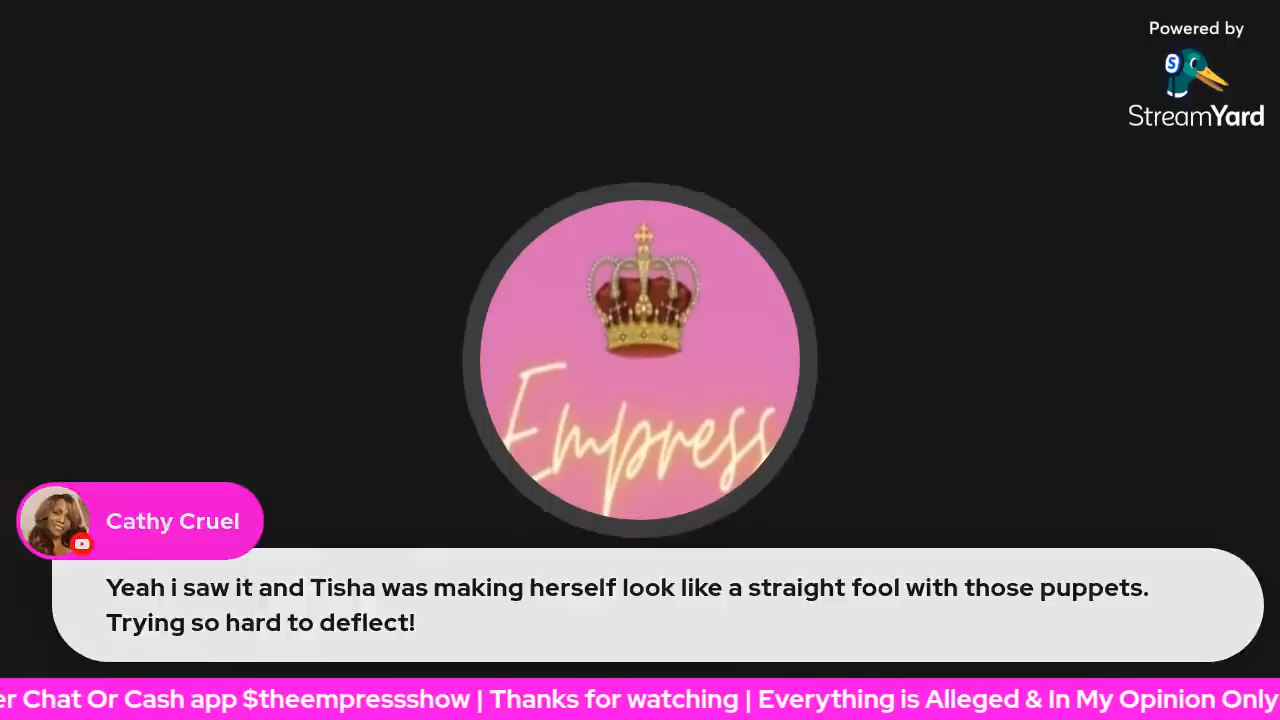 Powered by
S
StreamYard
Empress
Cathy Cruel
Yeah i saw it and Tisha was making herself look like a straight fool with those puppets.
Trying so hard to deflect!
er Chat Or Cash app $theempressshow | Thanks for watching | Everything is Alleged & In My Opinion Only